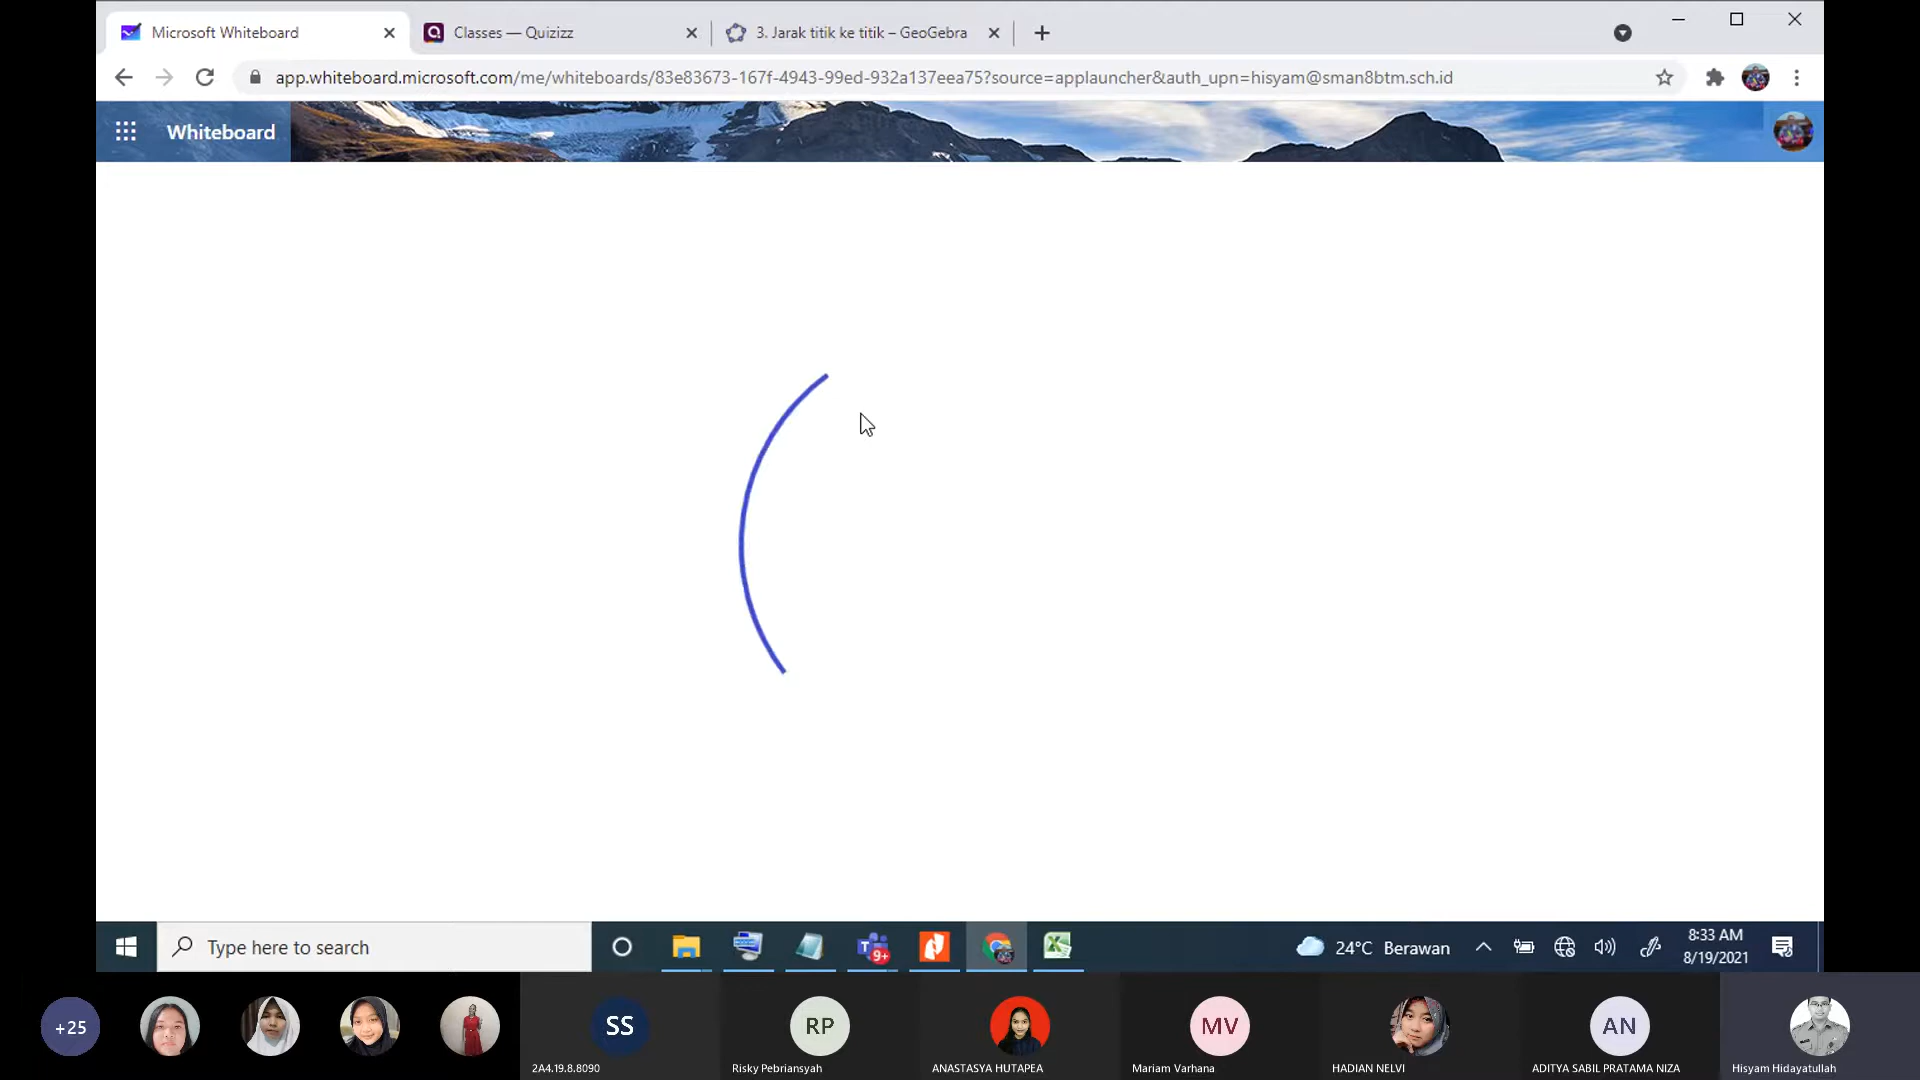 Microsoft Whiteboard
Classes — Quizizz
3. Jarak titik ke titik – GeoGebra
app.whiteboard.microsoft.com/me/whiteboards/83e83673-167f-4943-99ed-932a137eea75?source=applauncher&auth_upn=hisyam@sman8btm.sch.id
Whiteboard
Type here to search
9+
24°C Berawan
8:33 AM
8/19/2021
+25
SS
RP
MV
AN
2A4.19.8.8090
Risky Pebriansyah
ANASTASYA HUTAPEA
Mariam Varhana
HADIAN NELVI
ADITYA SABIL PRATAMA NIZA
Hisyam Hidayatullah